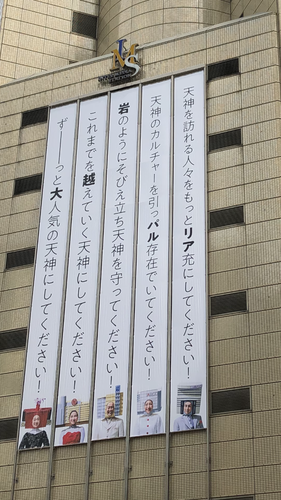 IMS
天神を訪れる人々をもっとリア充にしてください！
天神のカルチャーを引っパル存在でいてください！
岩のようにそびえ立ち天神を守ってください！
これまでを越えていく天神にしてください！
ずーーっと大人気の天神にしてください！